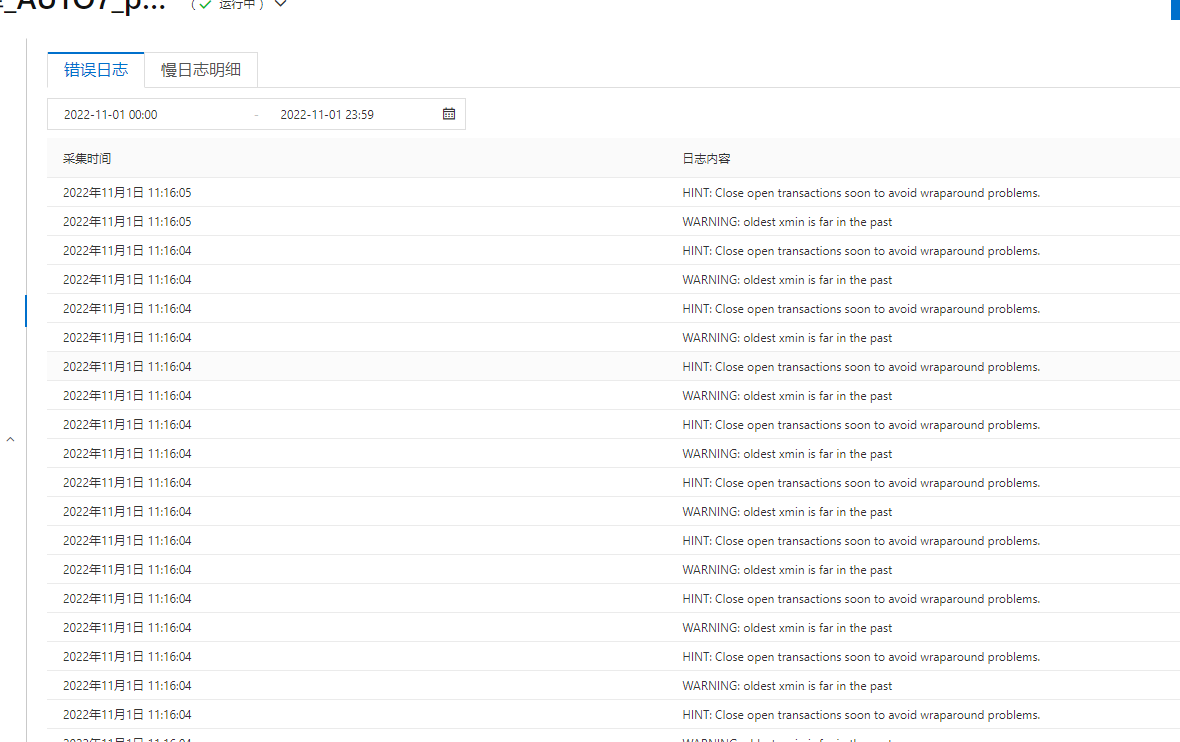 _AUTO7_p...
(✓ 运行中)
错误日志 慢日志明细
2022-11-01 00:00 - 2022-11-01 23:59
采集时间 日志内容
2022年11月1日 11:16:05 HINT: Close open transactions soon to avoid wraparound problems.
2022年11月1日 11:16:05 WARNING: oldest xmin is far in the past
2022年11月1日 11:16:04 HINT: Close open transactions soon to avoid wraparound problems.
2022年11月1日 11:16:04 WARNING: oldest xmin is far in the past
2022年11月1日 11:16:04 HINT: Close open transactions soon to avoid wraparound problems.
2022年11月1日 11:16:04 WARNING: oldest xmin is far in the past
2022年11月1日 11:16:04 HINT: Close open transactions soon to avoid wraparound problems.
2022年11月1日 11:16:04 WARNING: oldest xmin is far in the past
2022年11月1日 11:16:04 HINT: Close open transactions soon to avoid wraparound problems.
2022年11月1日 11:16:04 WARNING: oldest xmin is far in the past
2022年11月1日 11:16:04 HINT: Close open transactions soon to avoid wraparound problems.
2022年11月1日 11:16:04 WARNING: oldest xmin is far in the past
2022年11月1日 11:16:04 HINT: Close open transactions soon to avoid wraparound problems.
2022年11月1日 11:16:04 WARNING: oldest xmin is far in the past
2022年11月1日 11:16:04 HINT: Close open transactions soon to avoid wraparound problems.
2022年11月1日 11:16:04 WARNING: oldest xmin is far in the past
2022年11月1日 11:16:04 HINT: Close open transactions soon to avoid wraparound problems.
2022年11月1日 11:16:04 WARNING: oldest xmin is far in the past
2022年11月1日 11:16:04 HINT: Close open transactions soon to avoid wraparound problems.
2022年11月1日 11:16:04 WARNING: oldest xmin is far in the past